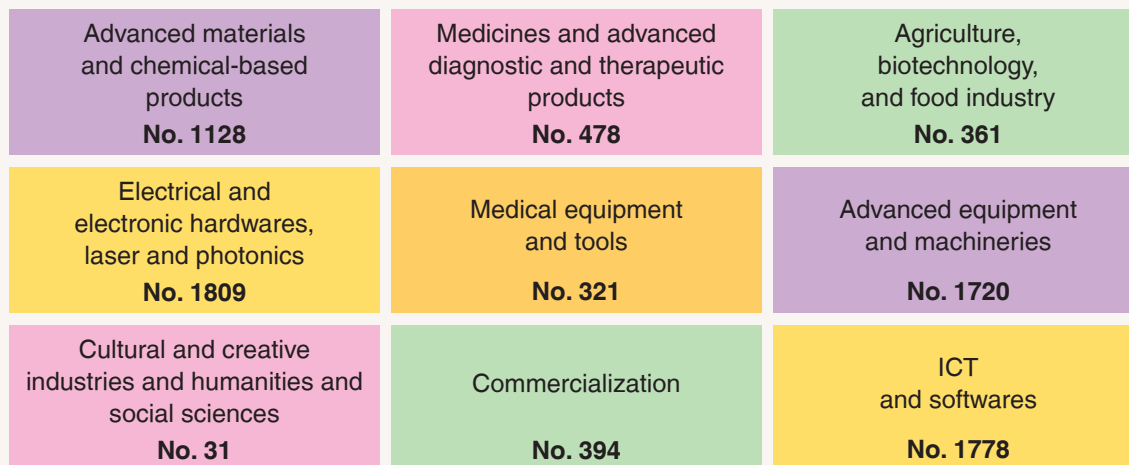 Advanced materials
and chemical-based
products
No. 1128
Medicines and advanced
diagnostic and therapeutic
products
No. 478
Agriculture,
biotechnology,
and food industry
No. 361
Electrical and
electronic hardwares,
laser and photonics
No. 1809
Medical equipment
and tools
No. 321
Advanced equipment
and machineries
No. 1720
Cultural and creative
industries and humanities and
social sciences
No. 31
Commercialization
No. 394
ICT
and softwares
No. 1778